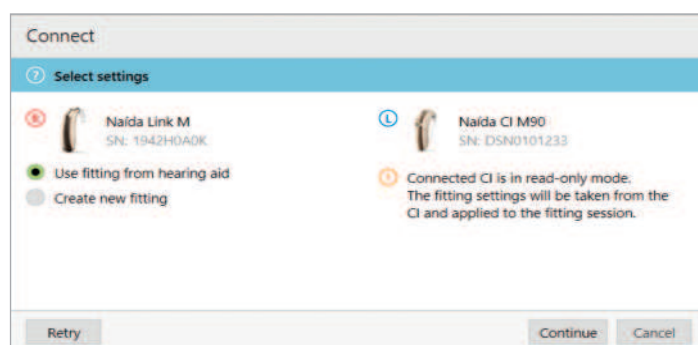 Connect
? Select settings
R
Naída Link M
SN: 1942H0A0K
Use fitting from hearing aid
Create new fitting
L
Naída CI M90
SN: DSN0101233
Connected CI is in read-only mode.
The fitting settings will be taken from the
CI and applied to the fitting session.
Retry
Continue
Cancel